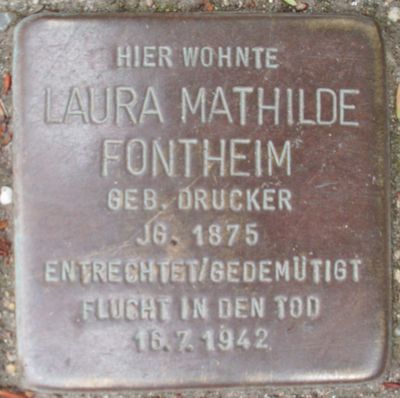 HIER WOHNTE
LAURA MATHILDE
FONTHEIM
GEB. DRUCKER
JG. 1875
ENTRECHTET/GEDEMÜTIGT
FLUCHT IN DEN TOD
16.7.1942